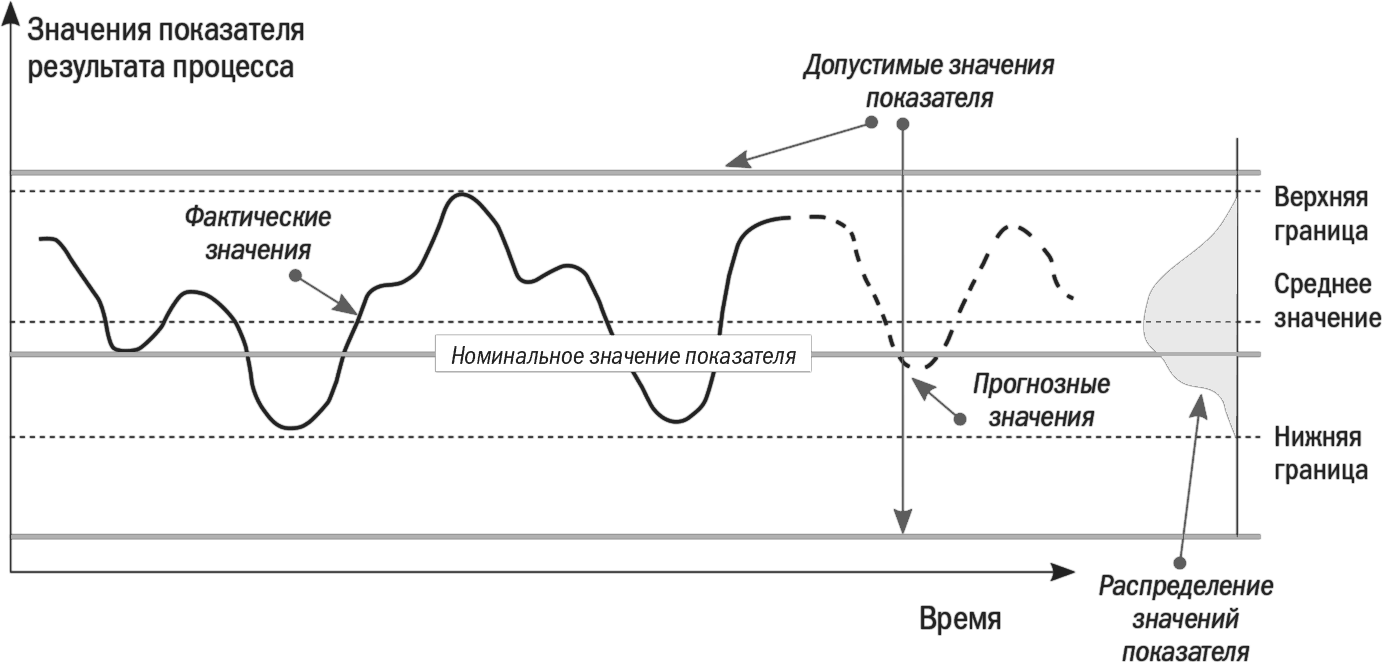 Значения показателя
результата процесса
Допустимые значения
показателя
Фактические
значения
Верхняя
граница
Среднее
значение
Номинальное значение показателя
Прогнозные
значения
Нижняя
граница
Время
Распределение
значений
показателя